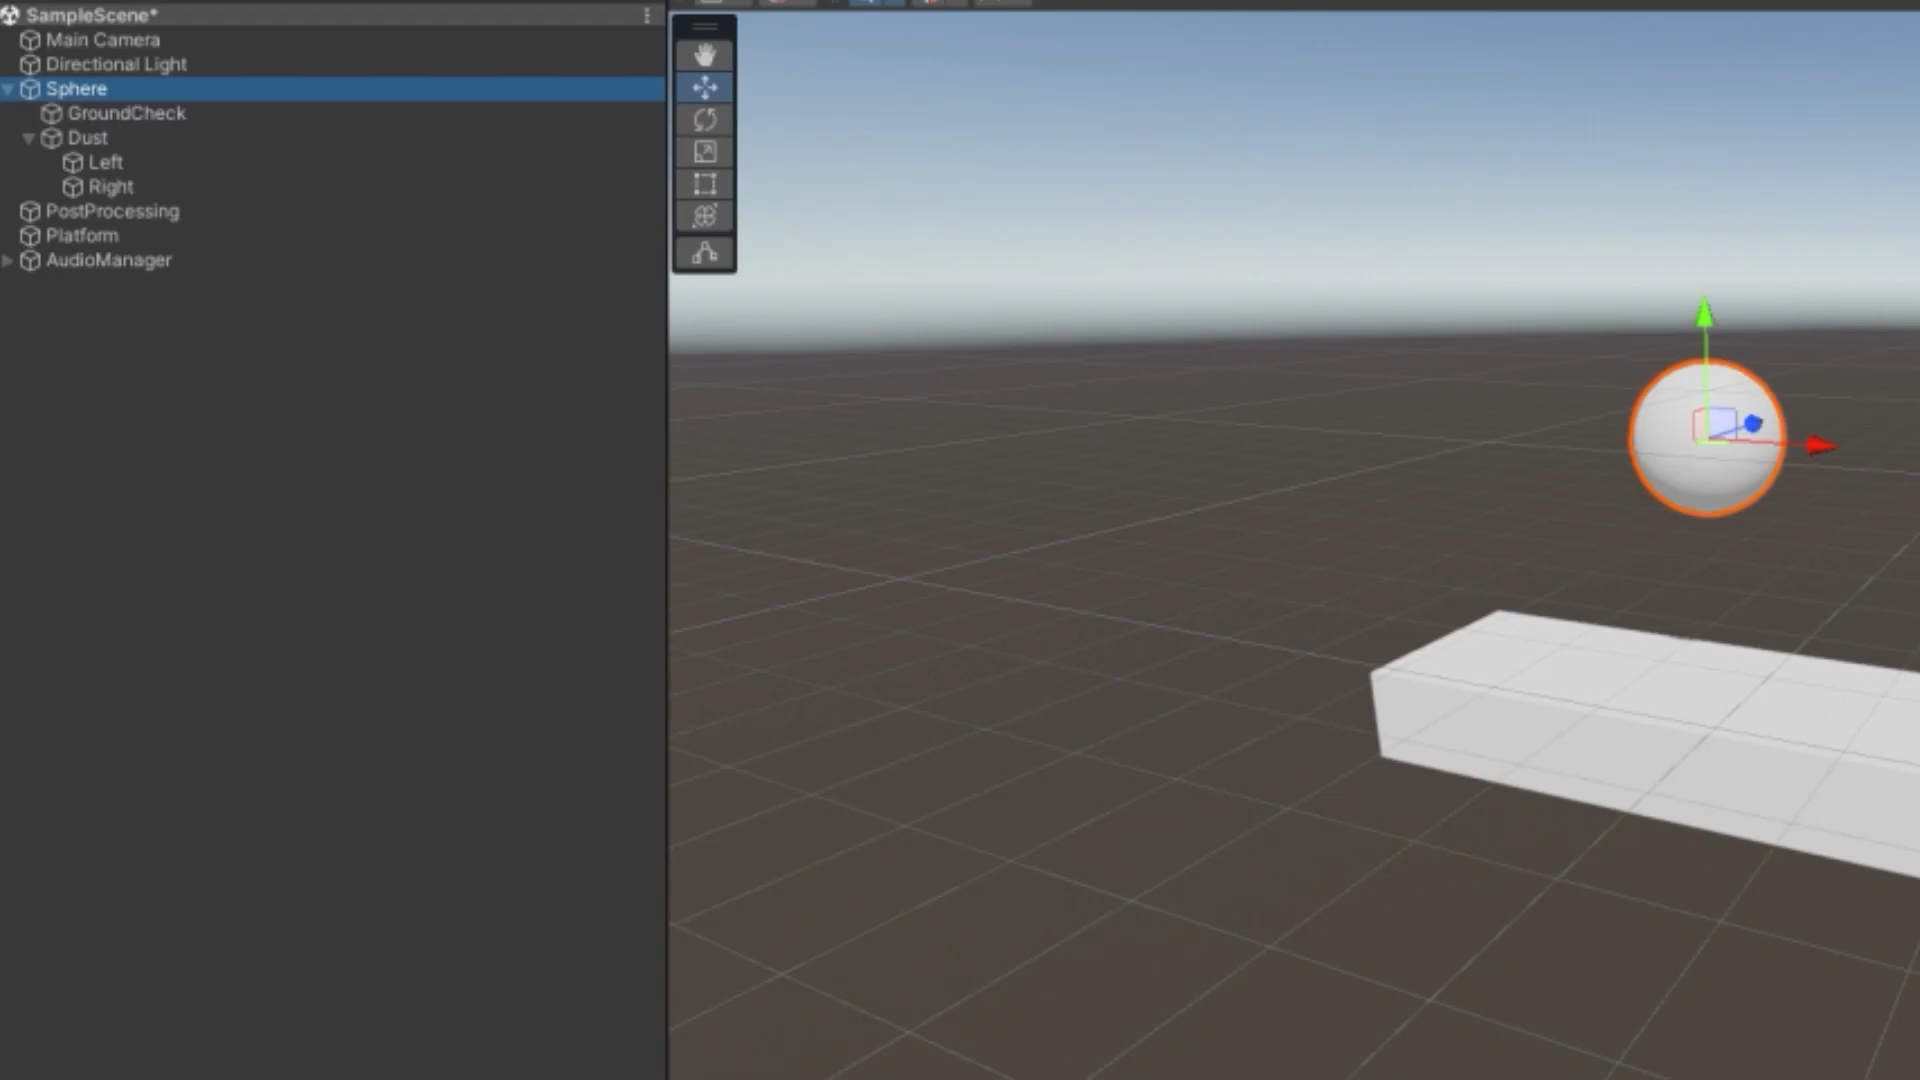 SampleScene*
Main Camera
Directional Light
Sphere
GroundCheck
Dust
Left
Right
PostProcessing
Platform
AudioManager